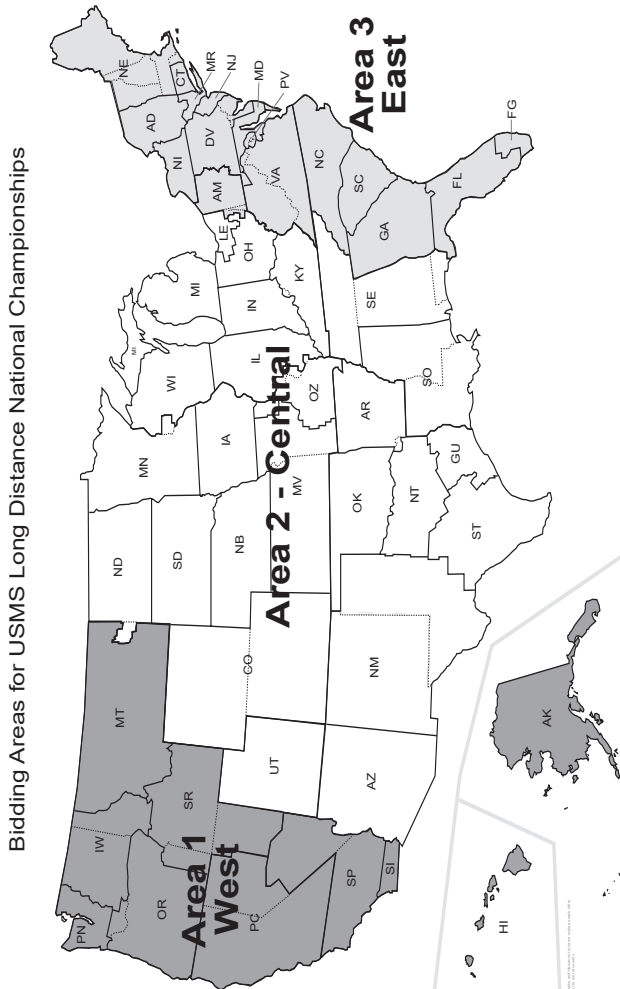 Bidding Areas for USMS Long Distance National Championships
PN
IW
MT
ND
MN
MI
WI
MI
NE
AD
CT
MR
NJ
MD
PV
NI
DV
AM
LE
OR
SR
SD
IA
IL
IN
OH
VA
Area 1
West
PC
UT
CO
NB
Area 2 - Central
MV
OZ
KY
NC
Area 3
East
SP
SI
AZ
NM
OK
AR
SE
GA
SC
NT
SO
FL
FG
ST
GU
HI
AK